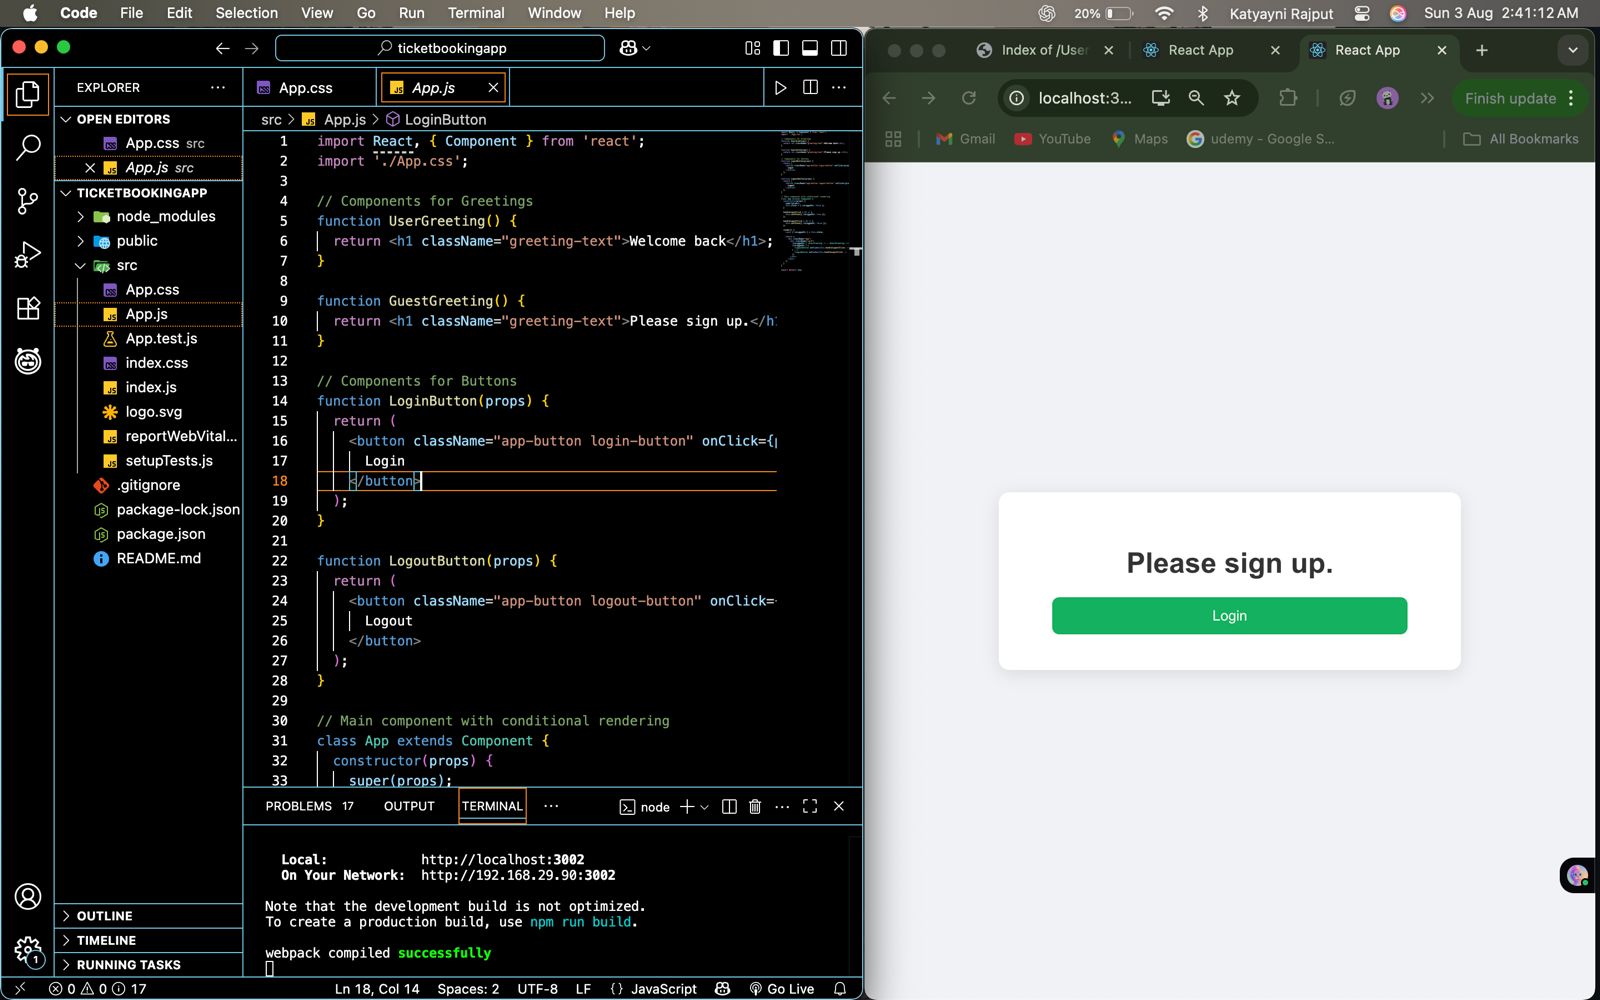 Code File Edit Selection View Go Run Terminal Window Help
20% Katyayni Rajput Sun 3 Aug 2:41:12 AM
ticketbookingapp
EXPLORER
OPEN EDITORS
App.css src
App.js src
TICKETBOOKINGAPP
node_modules
public
src
App.css
App.js
App.test.js
index.css
index.js
logo.svg
reportWebVital...
setupTests.js
.gitignore
package-lock.json
package.json
README.md
OUTLINE
TIMELINE
RUNNING TASKS
App.css App.js
src > App.js > LoginButton
1 import React, { Component } from 'react';
2 import './App.css';
3
4 // Components for Greetings
5 function UserGreeting() {
6 return <h1 className="greeting-text">Welcome back</h1>;
7 }
8
9 function GuestGreeting() {
10 return <h1 className="greeting-text">Please sign up.</h
11 }
12
13 // Components for Buttons
14 function LoginButton(props) {
15 return (
16 <button className="app-button login-button" onClick={p
17 Login
18 </button>
19 );
20 }
21
22 function LogoutButton(props) {
23 return (
24 <button className="app-button logout-button" onClick=
25 Logout
26 </button>
27 );
28 }
29
30 // Main component with conditional rendering
31 class App extends Component {
32 constructor(props) {
33 super(props);
PROBLEMS 17 OUTPUT TERMINAL node
Local: http://localhost:3002
On Your Network: http://192.168.29.90:3002
Note that the development build is not optimized.
To create a production build, use npm run build.
webpack compiled successfully
1
0 0 17 Ln 18, Col 14 Spaces: 2 UTF-8 LF {} JavaScript Go Live
Index of /User React App React App
localhost:3... Finish update
Gmail YouTube Maps udemy - Google S... All Bookmarks
Please sign up.
Login